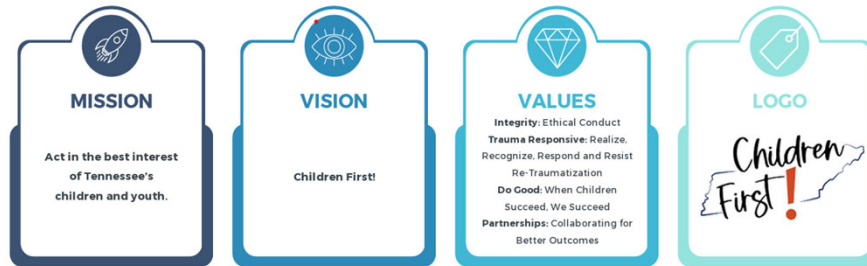 MISSION
Act in the best interest
of Tennessee's
children and youth.
VISION
Children First!
VALUES
Integrity: Ethical Conduct
Trauma Responsive: Realize,
Recognize, Respond and Resist
Re-Traumatization
Do Good: When Children
Succeed, We Succeed
Partnerships: Collaborating for
Better Outcomes
LOGO
Children
First!